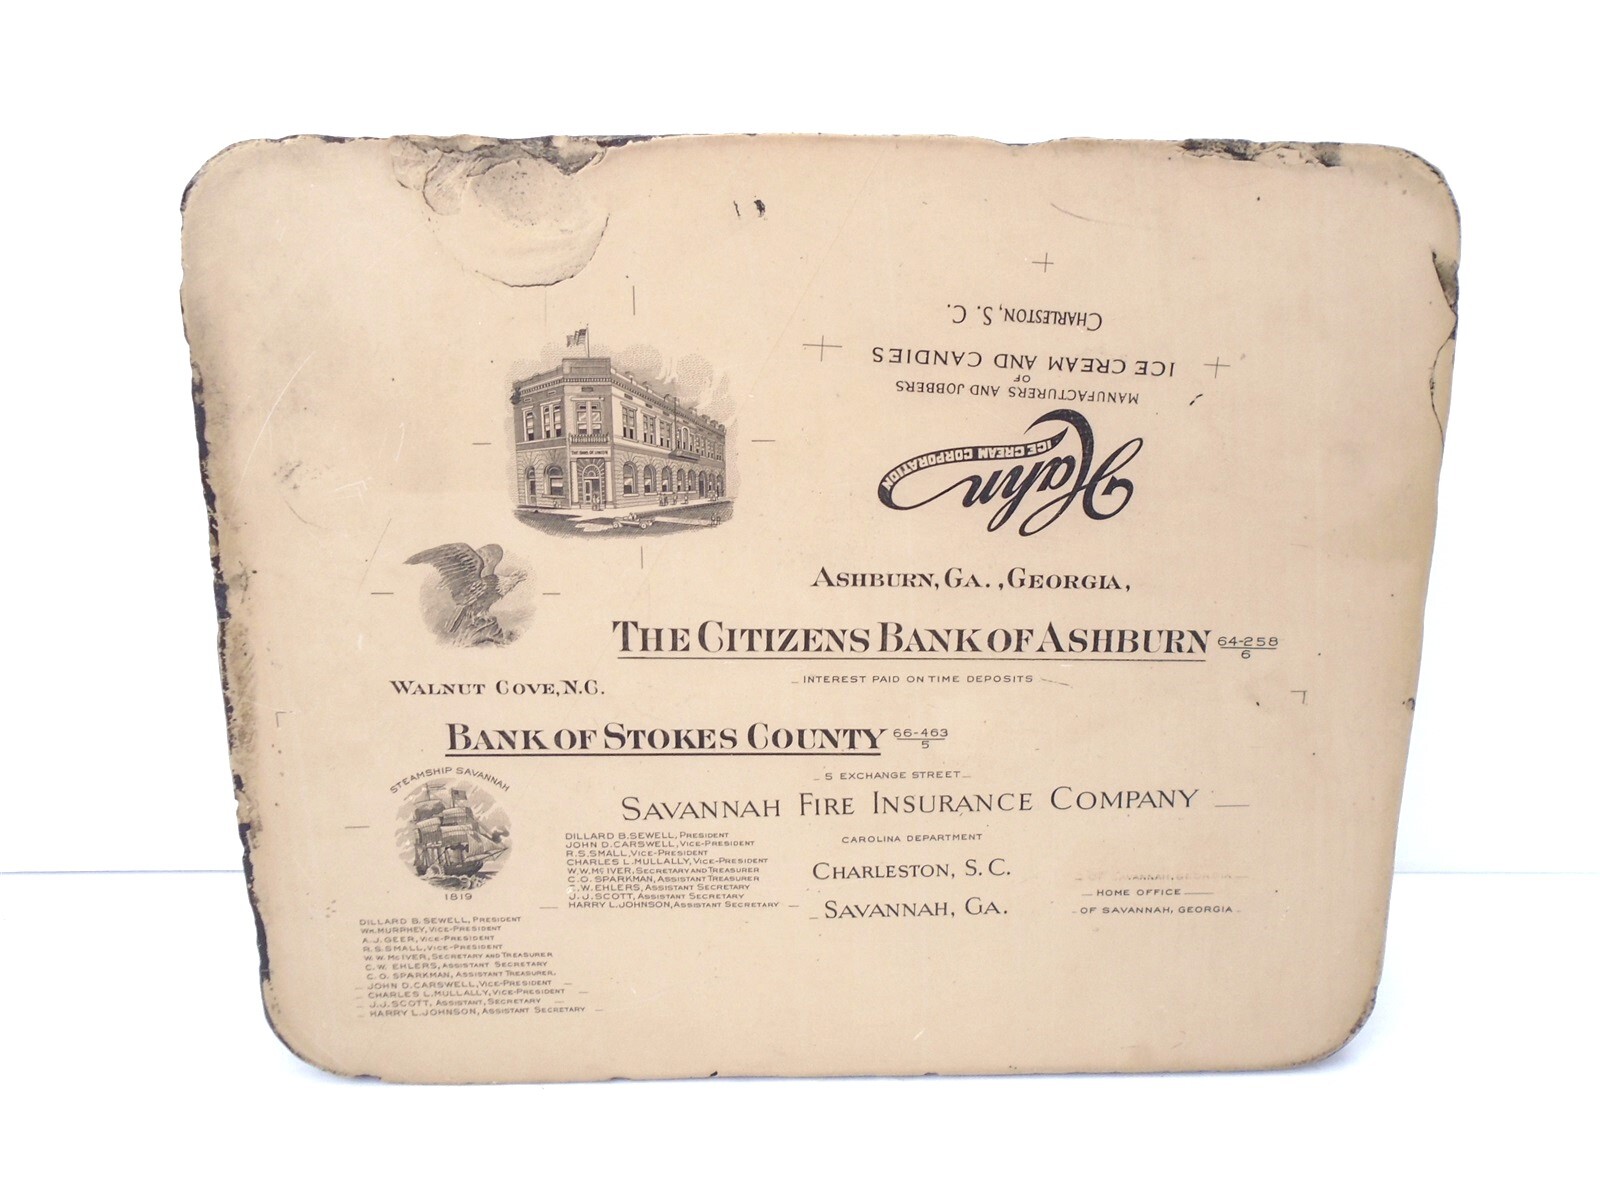 CHARLESTON, S. C.
ICE CREAM AND CANDIES
OF
MANUFACTURERS AND JOBBERS
Hahn
ICE CREAM CORPORATION
ASHBURN, GA. , GEORGIA,
THE CITIZENS BANK OF ASHBURN 64-258
6
INTEREST PAID ON TIME DEPOSITS
WALNUT COVE, N.C.
BANK OF STOKES COUNTY 66-463
5
STEAMSHIP SAVANNAH
1819
5 EXCHANGE STREET
SAVANNAH FIRE INSURANCE COMPANY
DILLARD B. SEWELL, PRESIDENT
JOHN D. CARSWELL, VICE-PRESIDENT
R. S. SMALL, VICE-PRESIDENT
CHARLES L. MULLALLY, VICE-PRESIDENT
W. W. McIVER, SECRETARY AND TREASURER
C. O. SPARKMAN, ASSISTANT TREASURER
C. W. EHLERS, ASSISTANT SECRETARY
J. J. SCOTT, ASSISTANT SECRETARY
HARRY L. JOHNSON, ASSISTANT SECRETARY
CAROLINA DEPARTMENT
CHARLESTON, S. C.
SAVANNAH, GA.
HOME OFFICE
OF SAVANNAH, GEORGIA
DILLARD B. SEWELL, PRESIDENT
WM. MURPHEY, VICE-PRESIDENT
A. J. GEER, VICE-PRESIDENT
R. S. SMALL, VICE-PRESIDENT
W. W. McIVER, SECRETARY AND TREASURER
C. W. EHLERS, ASSISTANT SECRETARY
C. O. SPARKMAN, ASSISTANT TREASURER.
JOHN D. CARSWELL, VICE-PRESIDENT
CHARLES L. MULLALLY, VICE-PRESIDENT
J. J. SCOTT, ASSISTANT, SECRETARY
HARRY L. JOHNSON, ASSISTANT SECRETARY